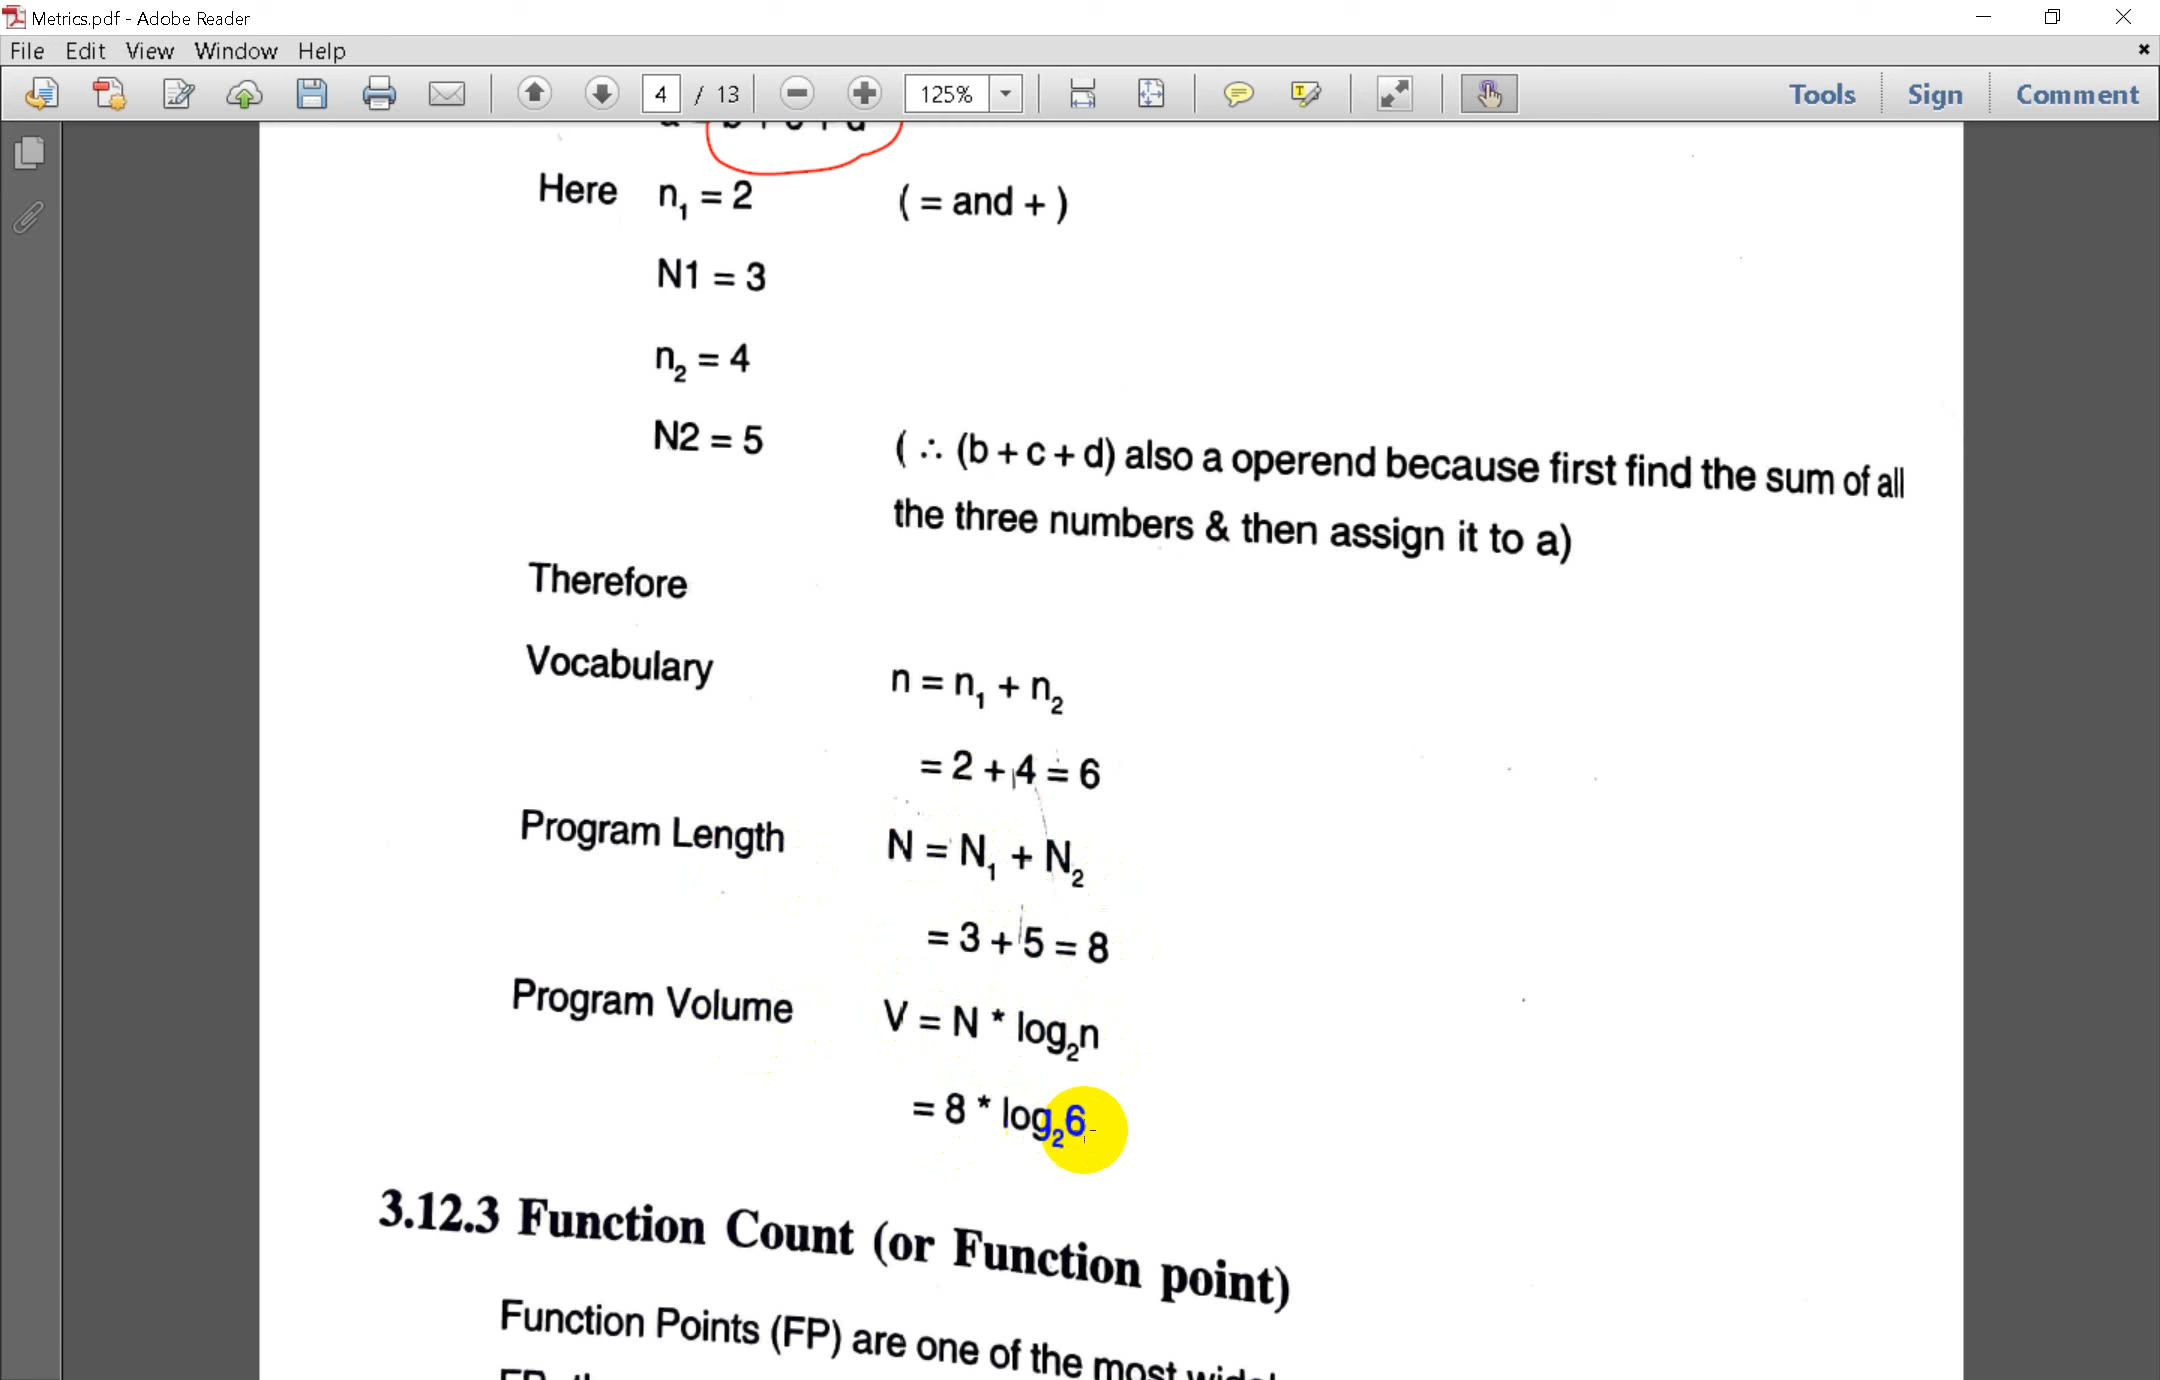 Metrics.pdf - Adobe Reader
File Edit View Window Help
4 / 13 125% Tools Sign Comment
Here n₁ = 2 ( = and + )
N1 = 3
n₂ = 4
N2 = 5 ( ∴ (b + c + d) also a operend because first find the sum of all
the three numbers & then assign it to a)
Therefore
Vocabulary n = n₁ + n₂
= 2 + 4 = 6
Program Length N = N₁ + N₂
= 3 + 5 = 8
Program Volume V = N * log₂n
= 8 * log₂6
3.12.3 Function Count (or Function point)
Function Points (FP) are one of the most